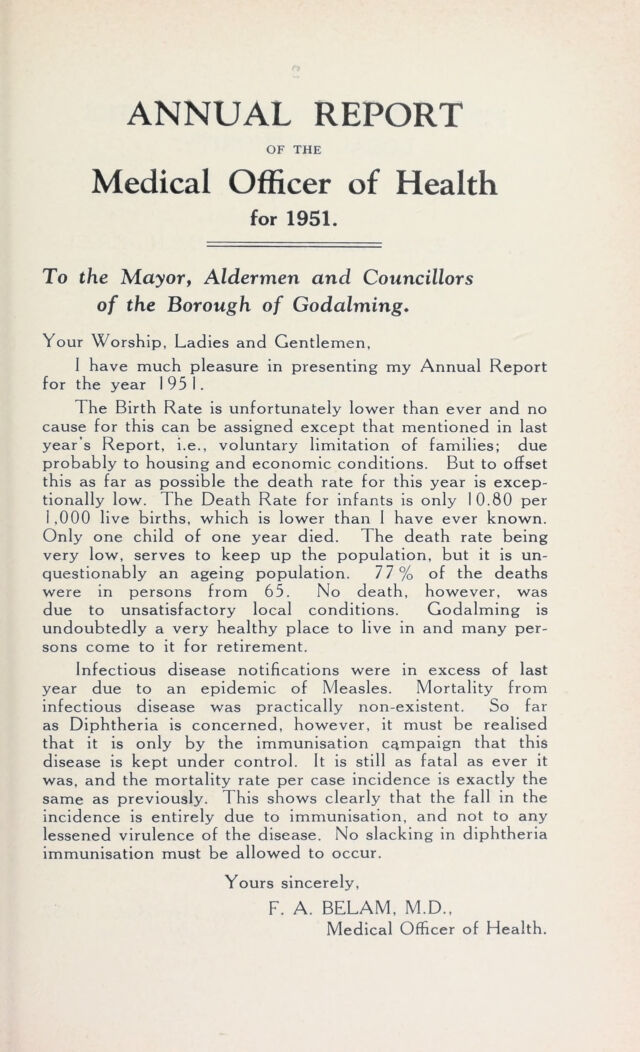 ANNUAL REPORT
OF THE
Medical Officer of Health
for 1951.
To the Mayor, Aldermen and Councillors
of the Borough of Godalming.
Your Worship, Ladies and Gentlemen,
I have much pleasure in presenting my Annual Report
for the year 1951.
The Birth Rate is unfortunately lower than ever and no
cause for this can be assigned except that mentioned in last
year's Report, i.e., voluntary limitation of families; due
probably to housing and economic conditions. But to offset
this as far as possible the death rate for this year is excep-
tionally low. The Death Rate for infants is only 10.80 per
1,000 live births, which is lower than I have ever known.
Only one child of one year died. The death rate being
very low, serves to keep up the population, but it is un-
questionably an ageing population. 77% of the deaths
were in persons from 65. No death, however, was
due to unsatisfactory local conditions. Godalming is
undoubtedly a very healthy place to live in and many per-
sons come to it for retirement.
Infectious disease notifications were in excess of last
year due to an epidemic of Measles. Mortality from
infectious disease was practically non-existent. So far
as Diphtheria is concerned, however, it must be realised
that it is only by the immunisation campaign that this
disease is kept under control. It is still as fatal as ever it
was, and the mortality rate per case incidence is exactly the
same as previously. This shows clearly that the fall in the
incidence is entirely due to immunisation, and not to any
lessened virulence of the disease. No slacking in diphtheria
immunisation must be allowed to occur.
Yours sincerely,
F. A. BELAM, M.D.,
Medical Officer of Health.